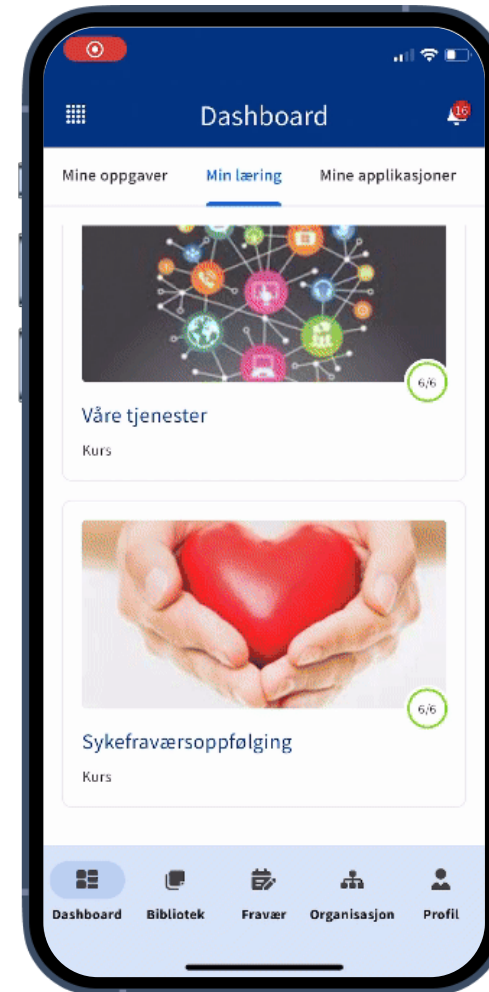 Dashboard
16
Mine oppgaver Min læring Mine applikasjoner
6/6
Våre tjenester
Kurs
6/6
Sykefraværsoppfølging
Kurs
Dashboard Bibliotek Fravær Organisasjon Profil